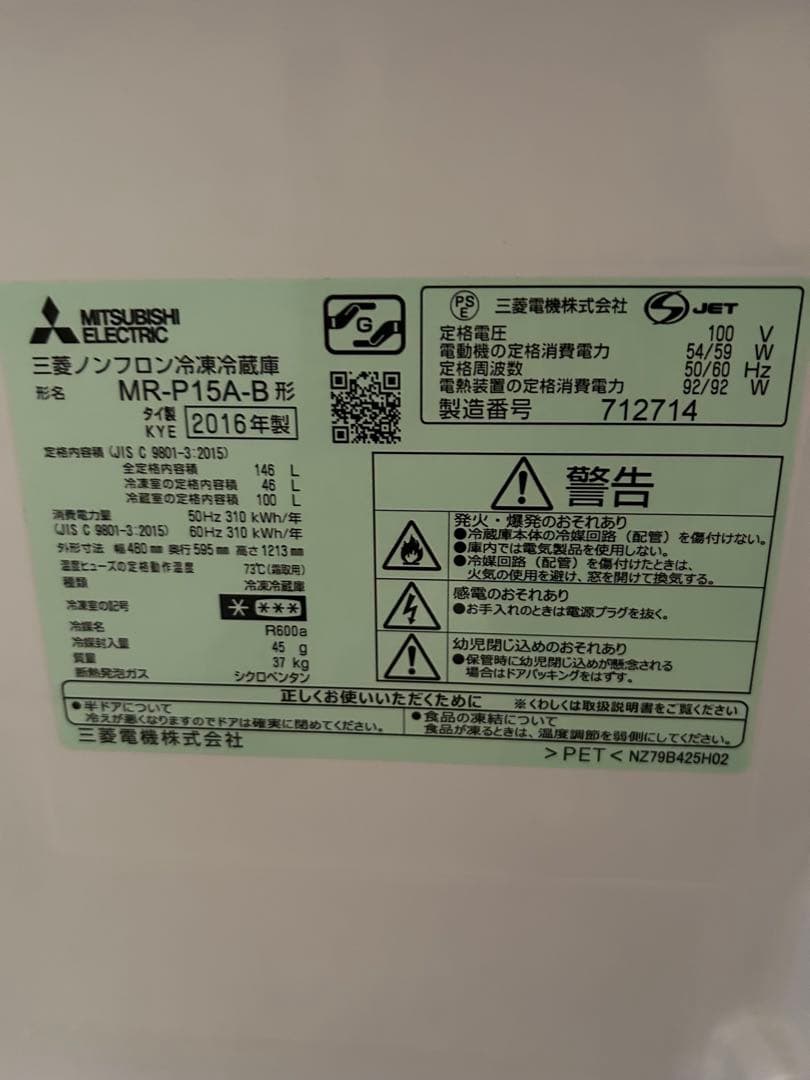 MITSUBISHI
ELECTRIC
三菱ノンフロン冷凍冷蔵庫
形名 MR-P15A-B 形
タイ製
KYE 2016年製
G
定格内容積 (JIS C 9801-3:2015)
全定格内容積 146 L
冷凍室の定格内容積 46 L
冷蔵室の定格内容積 100 L
消費電力量 50Hz 310 kWh/年
(JIS C 9801-3:2015) 60Hz 310 kWh/年
外形寸法 幅 480 mm 奥行 595 mm 高さ 1213 mm
温度ヒューズの定格動作温度 73℃(霜取用)
種類 冷凍冷蔵庫
冷凍室の記号
冷媒名 R600a
冷媒封入量 45 g
質量 37 kg
断熱発泡ガス シクロペンタン
PS
E 三菱電機株式会社 JET
定格電圧 100 V
電動機の定格消費電力 54/59 W
定格周波数 50/60 Hz
電熱装置の定格消費電力 92/92 W
製造番号 712714
警告
発火・爆発のおそれあり
●冷蔵庫本体の冷媒回路(配管)を傷付けない。
●庫内では電気製品を使用しない。
●冷媒回路(配管)を傷付けたときは、
火気の使用を避け、窓を開けて換気する。
感電のおそれあり
●お手入れのときは電源プラグを抜く。
幼児閉じ込めのおそれあり
●保管時に幼児閉じ込めが懸念される
場合はドアパッキングをはずす。
正しくお使いいただくために ※くわしくは取扱説明書をご覧ください
●半ドアについて
冷えが悪くなりますのでドアは確実に閉めてください。
●食品の凍結について
食品が凍るときは、温度調節を弱側にしてください。
三菱電機株式会社
>PET< NZ79B425H02